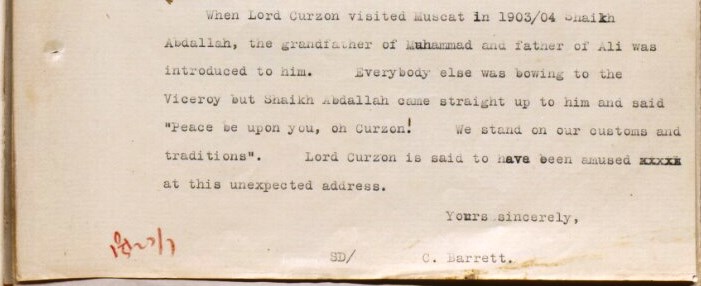 When Lord Curzon visited Muscat in 1903/04 Shaikh
Abdallah, the grandfather of Muhammad and father of Ali was
introduced to him. Everybody else was bowing to the
Viceroy but Shaikh Abdallah came straight up to him and said
"Peace be upon you, oh Curzon! We stand on our customs and
traditions". Lord Curzon is said to have been amused xxxxx
at this unexpected address.
Yours sincerely,
SD/ C. Barrett.